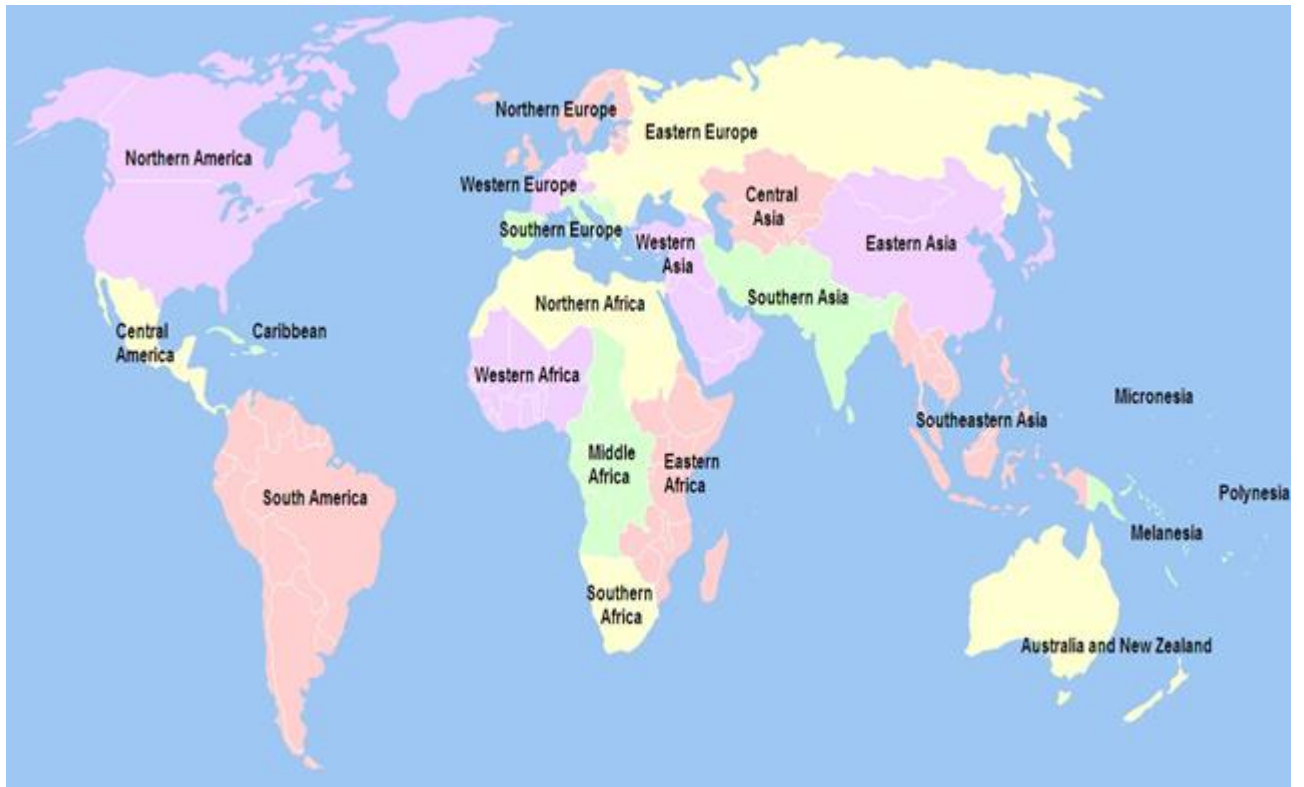 Northern Europe
Eastern Europe
Northern America
Western Europe
Central
Asia
Southern Europe
Western
Asia
Eastern Asia
Southern Asia
Northern Africa
Central
America
Caribbean
Western Africa
Micronesia
Southeastern Asia
Middle
Africa
Eastern
Africa
South America
Polynesia
Melanesia
Southern
Africa
Australia and New Zealand